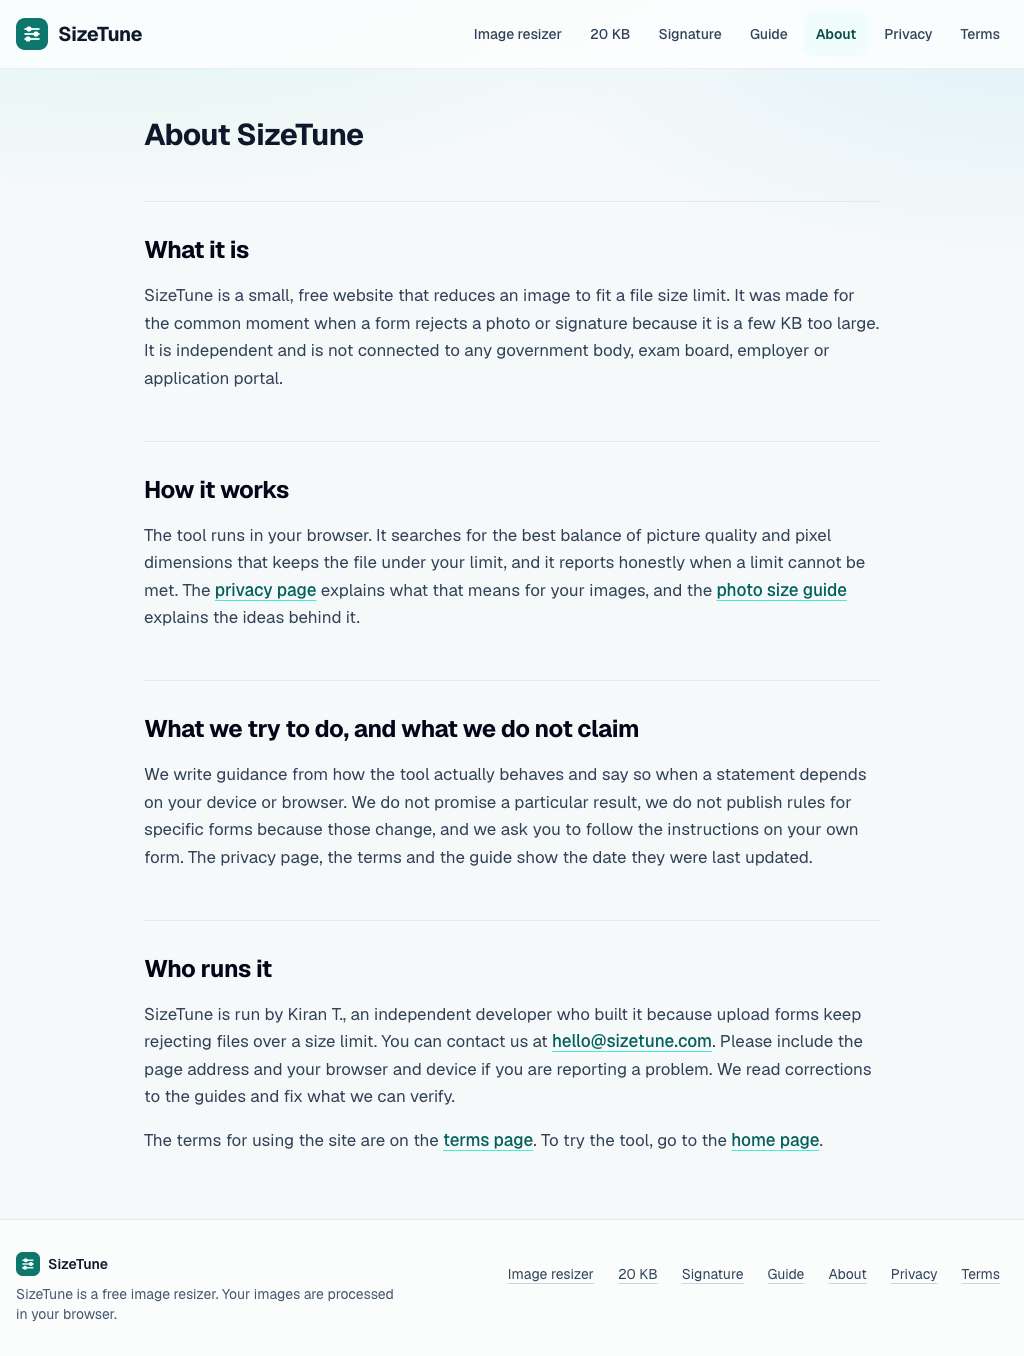 SizeTune
Image resizer
20 KB
Signature
Guide
About
Privacy
Terms
About SizeTune
What it is
SizeTune is a small, free website that reduces an image to fit a file size limit. It was made for
the common moment when a form rejects a photo or signature because it is a few KB too large.
It is independent and is not connected to any government body, exam board, employer or
application portal.
How it works
The tool runs in your browser. It searches for the best balance of picture quality and pixel
dimensions that keeps the file under your limit, and it reports honestly when a limit cannot be
met. The privacy page explains what that means for your images, and the photo size guide
explains the ideas behind it.
What we try to do, and what we do not claim
We write guidance from how the tool actually behaves and say so when a statement depends
on your device or browser. We do not promise a particular result, we do not publish rules for
specific forms because those change, and we ask you to follow the instructions on your own
form. The privacy page, the terms and the guide show the date they were last updated.
Who runs it
SizeTune is run by Kiran T., an independent developer who built it because upload forms keep
rejecting files over a size limit. You can contact us at hello@sizetune.com. Please include the
page address and your browser and device if you are reporting a problem. We read corrections
to the guides and fix what we can verify.
The terms for using the site are on the terms page. To try the tool, go to the home page.
SizeTune
SizeTune is a free image resizer. Your images are processed
in your browser.
Image resizer
20 KB
Signature
Guide
About
Privacy
Terms